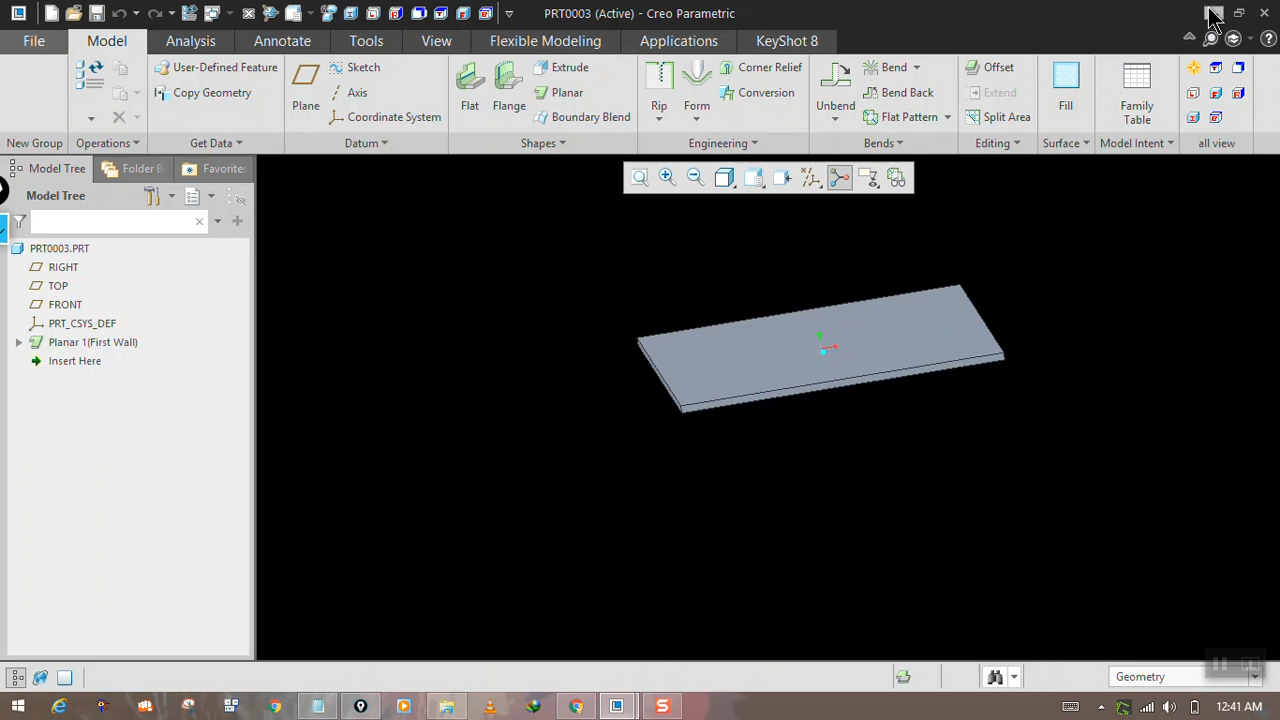 PRT0003 (Active) - Creo Parametric
File Model Analysis Annotate Tools View Flexible Modeling Applications KeyShot 8
User-Defined Feature
Copy Geometry
Plane
Sketch
Axis
Coordinate System
Flat
Flange
Extrude
Planar
Boundary Blend
Rip
Form
Corner Relief
Conversion
Unbend
Bend
Bend Back
Flat Pattern
Offset
Extend
Split Area
Fill
Family
Table
New Group Operations Get Data Datum Shapes Engineering Bends Editing Surface Model Intent all view
Model Tree Folder B Favorite
Model Tree
PRT0003.PRT
RIGHT
TOP
FRONT
PRT_CSYS_DEF
Planar 1(First Wall)
Insert Here
Geometry
12:41 AM